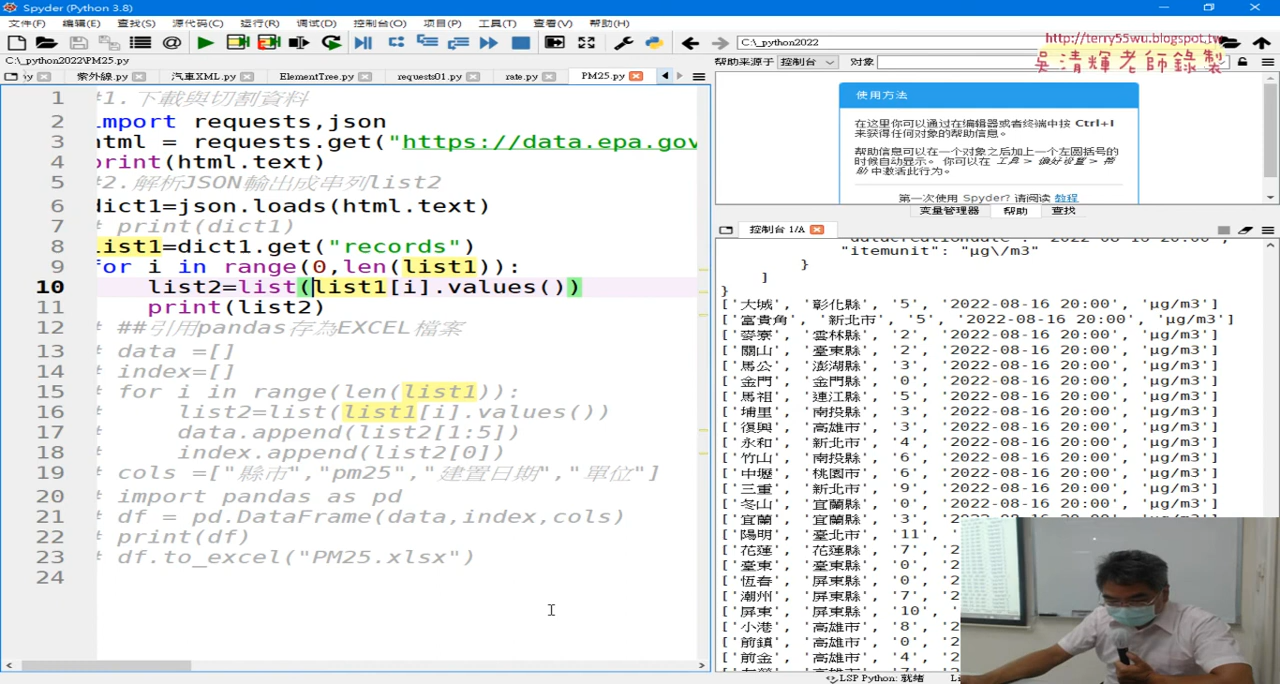 Spyder (Python 3.8)
文件(F) 编辑(E) 查找(S) 源代码(C) 运行(R) 调试(D) 控制台(O) 项目(P) 工具(T) 查看(V) 帮助(H)
C:\_python2022
http://terry55wu.blogspot.tw
吳清輝老師錄製
C:\_python2022\PM25.py
帮助来源于 控制台 对象
py 紫外線.py 汽車XML.py ElementTree.py requests01.py rate.py PM25.py
1 #1.下載與切割資料
2 import requests,json
3 html = requests.get("https://data.epa.gov
4 print(html.text)
5 #2.解析JSON輸出成串列list2
6 dict1=json.loads(html.text)
7 # print(dict1)
8 list1=dict1.get("records")
9 for i in range(0,len(list1)):
10 list2=list(list1[i].values())
11 print(list2)
12 # ##引用pandas存為EXCEL檔案
13 # data =[]
14 # index=[]
15 # for i in range(len(list1)):
16 # list2=list(list1[i].values())
17 # data.append(list2[1:5])
18 # index.append(list2[0])
19 # cols =["縣市","pm25","建置日期","單位"]
20 # import pandas as pd
21 # df = pd.DataFrame(data,index,cols)
22 # print(df)
23 # df.to_excel("PM25.xlsx")
24
使用方法
在这里你可以通过在编辑器或者终端中按 Ctrl+I
来获得任何对象的帮助信息。
帮助信息可以在一个对象之后加上一个左圆括号的
时候自动显示。 你可以在 工具 > 偏好设置 > 帮
助 中激活此行为。
第一次使用 Spyder? 请阅读 教程
变量管理器 帮助 查找
控制台 1/A
"datacreationdate": "2022-08-16 20:00",
"itemunit": "μg\/m3"
}
]
}
['大城', '彰化縣', '5', '2022-08-16 20:00', 'μg/m3']
['富貴角', '新北市', '5', '2022-08-16 20:00', 'μg/m3']
['麥寮', '雲林縣', '2', '2022-08-16 20:00', 'μg/m3']
['關山', '臺東縣', '2', '2022-08-16 20:00', 'μg/m3']
['馬公', '澎湖縣', '3', '2022-08-16 20:00', 'μg/m3']
['金門', '金門縣', '0', '2022-08-16 20:00', 'μg/m3']
['馬祖', '連江縣', '5', '2022-08-16 20:00', 'μg/m3']
['埔里', '南投縣', '3', '2022-08-16 20:00', 'μg/m3']
['復興', '高雄市', '3', '2022-08-16 20:00', 'μg/m3']
['永和', '新北市', '4', '2022-08-16 20:00', 'μg/m3']
['竹山', '南投縣', '6', '2022-08-16 20:00', 'μg/m3']
['中壢', '桃園市', '6', '2022-08-16 20:00', 'μg/m3']
['三重', '新北市', '9', '2022-08-16 20:00', 'μg/m3']
['冬山', '宜蘭縣', '0', '2022-08-16 20:00', 'μg/m3']
['宜蘭', '宜蘭縣', '3', '2
['陽明', '臺北市', '11',
['花蓮', '花蓮縣', '7', '2
['臺東', '臺東縣', '0', '2
['恆春', '屏東縣', '0', '2
['潮州', '屏東縣', '7', '2
['屏東', '屏東縣', '10',
['小港', '高雄市', '8', '2
['前鎮', '高雄市', '0', '2
['前金', '高雄市', '4', '2
LSP Python: 就绪